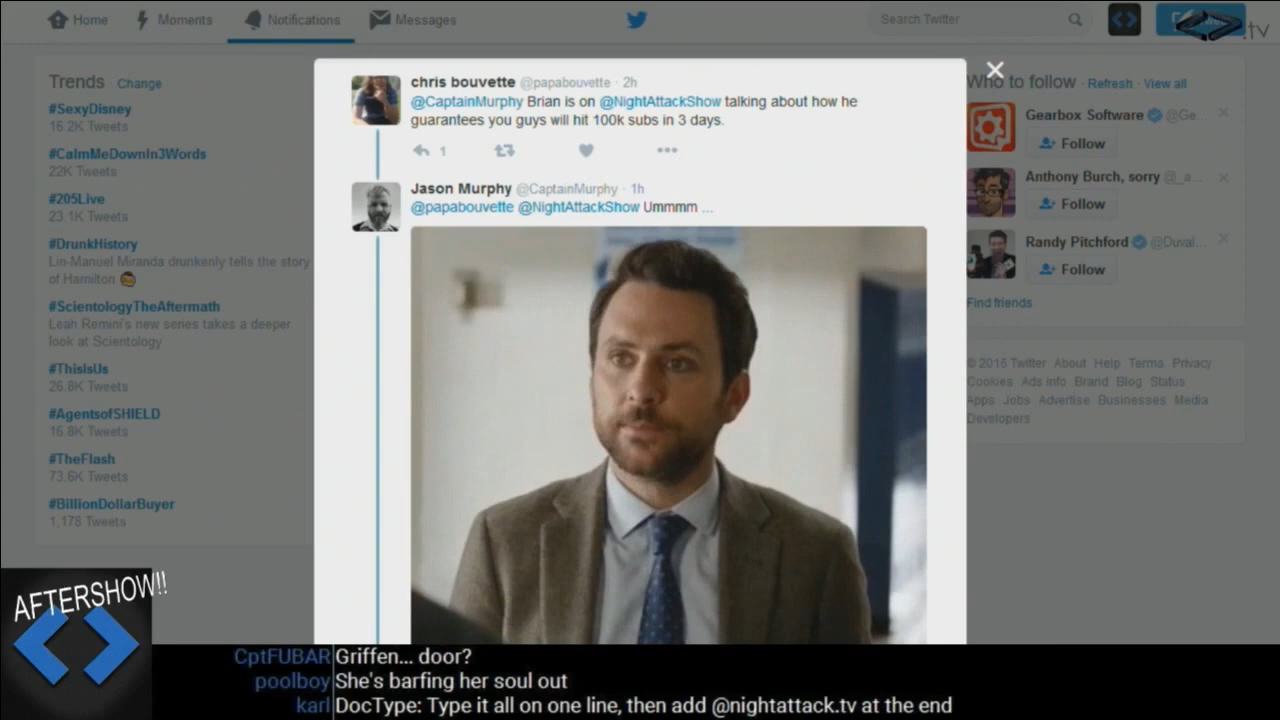 Home
Moments
Notifications
Messages
Search Twitter
.tv
Trends · Change
#SexyDisney
16.2K Tweets
#CalmMeDownIn3Words
22K Tweets
#205Live
23.1K Tweets
#DrunkHistory
Lin-Manuel Miranda drunkenly tells the story
of Hamilton
#ScientologyTheAftermath
Leah Remini's new series takes a deeper
look at Scientology
#ThisIsUs
26.8K Tweets
#AgentsofSHIELD
16.8K Tweets
#TheFlash
73.6K Tweets
#BillionDollarBuyer
1,178 Tweets
chris bouvette @papabouvette · 2h
@CaptainMurphy Brian is on @NightAttackShow talking about how he
guarantees you guys will hit 100k subs in 3 days.
1
Jason Murphy @CaptainMurphy · 1h
@papabouvette @NightAttackShow Ummmm ...
Who to follow · Refresh · View all
Gearbox Software @Ge...
Follow
Anthony Burch, sorry @_a...
Follow
Randy Pitchford @Duval...
Follow
Find friends
© 2016 Twitter About Help Terms Privacy
Cookies Ads info Brand Blog Status
Apps Jobs Advertise Businesses Media
Developers
AFTERSHOW!!
CptFUBAR Griffen... door?
poolboy She's barfing her soul out
karl DocType: Type it all on one line, then add @nightattack.tv at the end